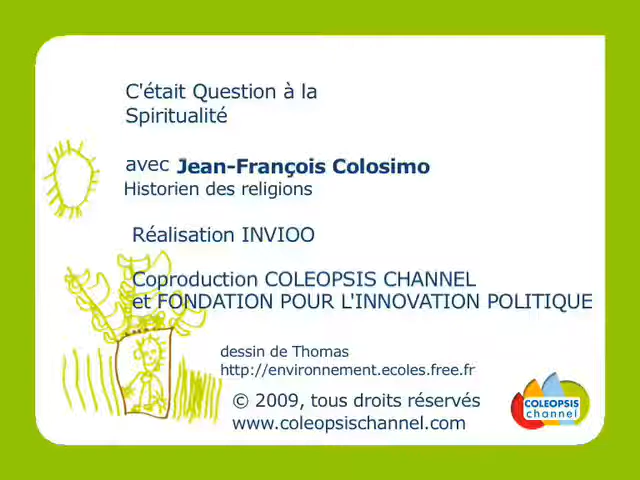 C'était Question à la
Spiritualité
avec Jean-François Colosimo
Historien des religions
Réalisation INVIOO
Coproduction COLEOPSIS CHANNEL
et FONDATION POUR L'INNOVATION POLITIQUE
dessin de Thomas
http://environnement.ecoles.free.fr
© 2009, tous droits réservés
www.coleopsischannel.com
COLEOPSIS
channel